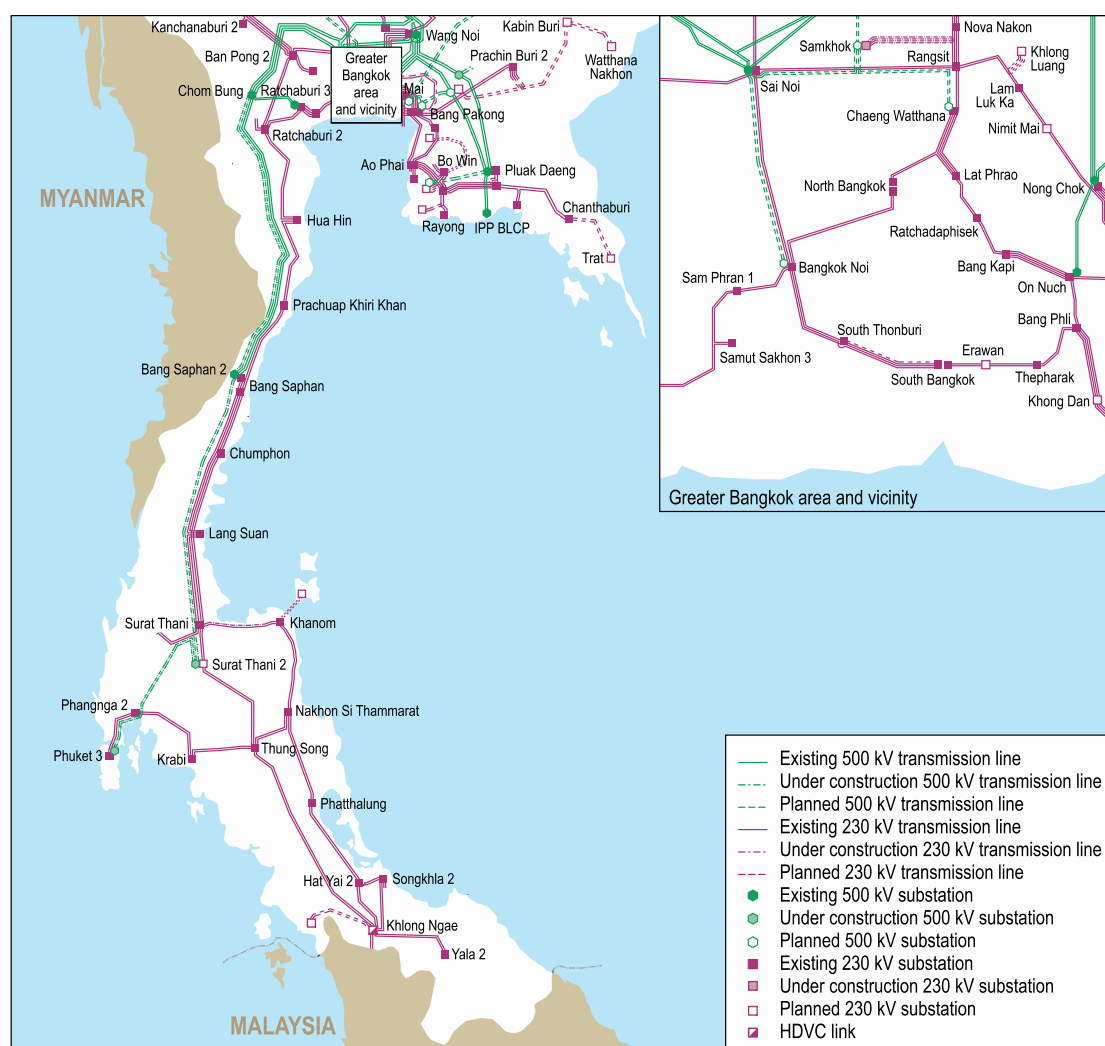 Kanchanaburi 2
Wang Noi
Kabin Buri
Ban Pong 2
Greater
Bangkok
area
and vicinity
Prachin Buri 2
Watthana
Nakhon
Chom Bung
Ratchaburi 3
Mai
Bang Pakong
Ratchaburi 2
Ao Phai
Bo Win
Pluak Daeng
MYANMAR
Hua Hin
Rayong
IPP BLCP
Chanthaburi
Trat
Prachuap Khiri Khan
Bang Saphan 2
Bang Saphan
Chumphon
Lang Suan
Surat Thani
Khanom
Surat Thani 2
Phangnga 2
Nakhon Si Thammarat
Phuket 3
Krabi
Thung Song
Phatthalung
Hat Yai 2
Songkhla 2
Khlong Ngae
Yala 2
MALAYSIA
Nova Nakon
Samkhok
Rangsit
Khlong
Luang
Sai Noi
Lam
Luk Ka
Chaeng Watthana
Nimit Mai
Lat Phrao
North Bangkok
Nong Chok
Ratchadaphisek
Bang Kapi
Bangkok Noi
Sam Phran 1
On Nuch
Bang Phli
South Thonburi
Samut Sakhon 3
Erawan
South Bangkok
Thepharak
Khong Dan
Greater Bangkok area and vicinity
Existing 500 kV transmission line
Under construction 500 kV transmission line
Planned 500 kV transmission line
Existing 230 kV transmission line
Under construction 230 kV transmission line
Planned 230 kV transmission line
Existing 500 kV substation
Under construction 500 kV substation
Planned 500 kV substation
Existing 230 kV substation
Under construction 230 kV substation
Planned 230 kV substation
HDVC link